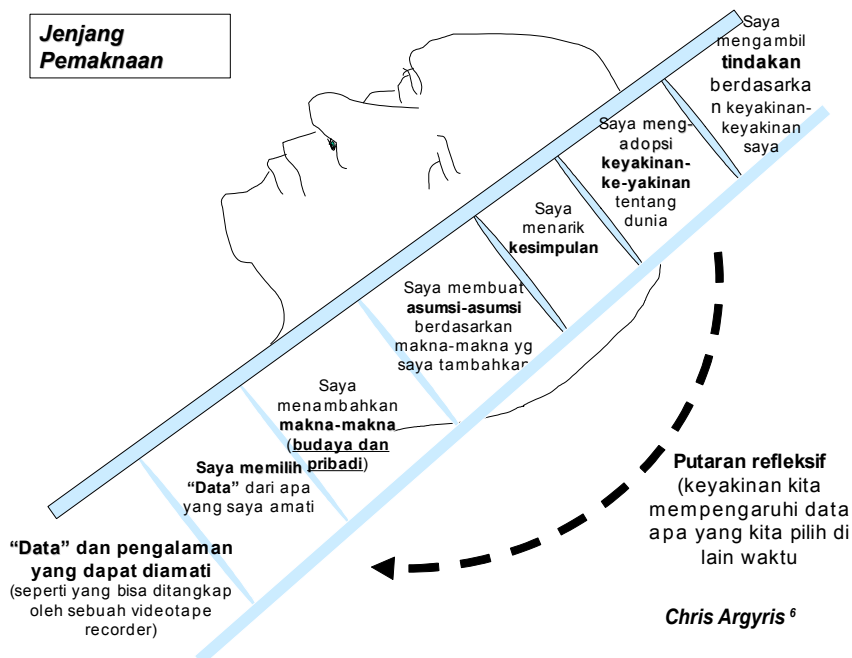 Jenjang
Pemaknaan
Saya
mengambil
tindakan
berdasarka
n keyakinan-
keyakinan
saya
Saya meng-
adopsi
keyakinan-
ke-yakinan
tentang
dunia
Saya
menarik
kesimpulan
Saya membuat
asumsi-asumsi
berdasarkan
makna-makna yg
saya tambahkan
Saya
menambahkan
makna-makna
(budaya dan
pribadi)
Saya memilih
“Data” dari apa
yang saya amati
“Data” dan pengalaman
yang dapat diamati
(seperti yang bisa ditangkap
oleh sebuah videotape
recorder)
Putaran refleksif
(keyakinan kita
mempengaruhi data
apa yang kita pilih di
lain waktu
Chris Argyris 6